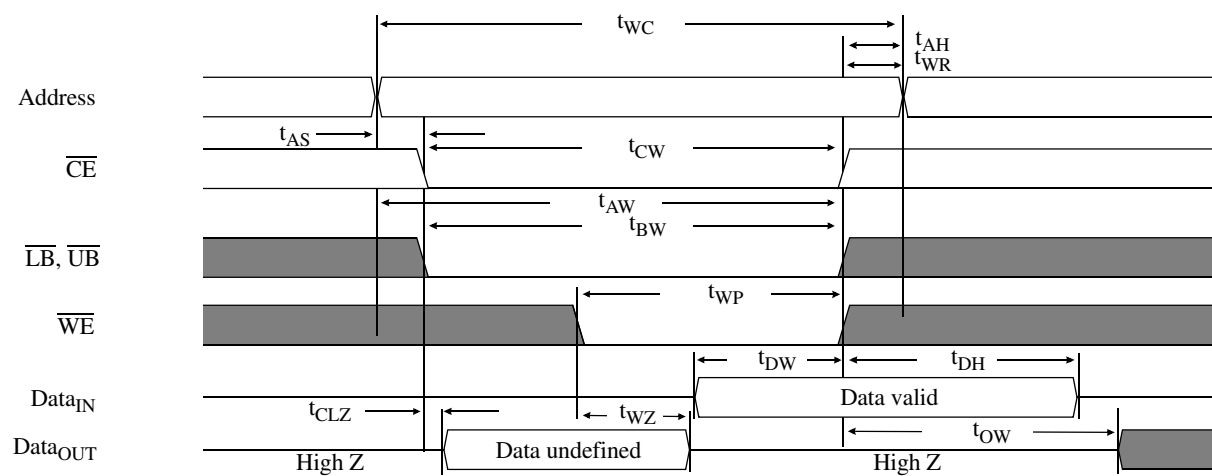 tWC
tAH
tWR
Address
tAS
tCW
CE
tAW
tBW
LB, UB
tWP
WE
tDW
tDH
Data valid
DataIN
tCLZ
tWZ
tOW
DataOUT
High Z
Data undefined
High Z